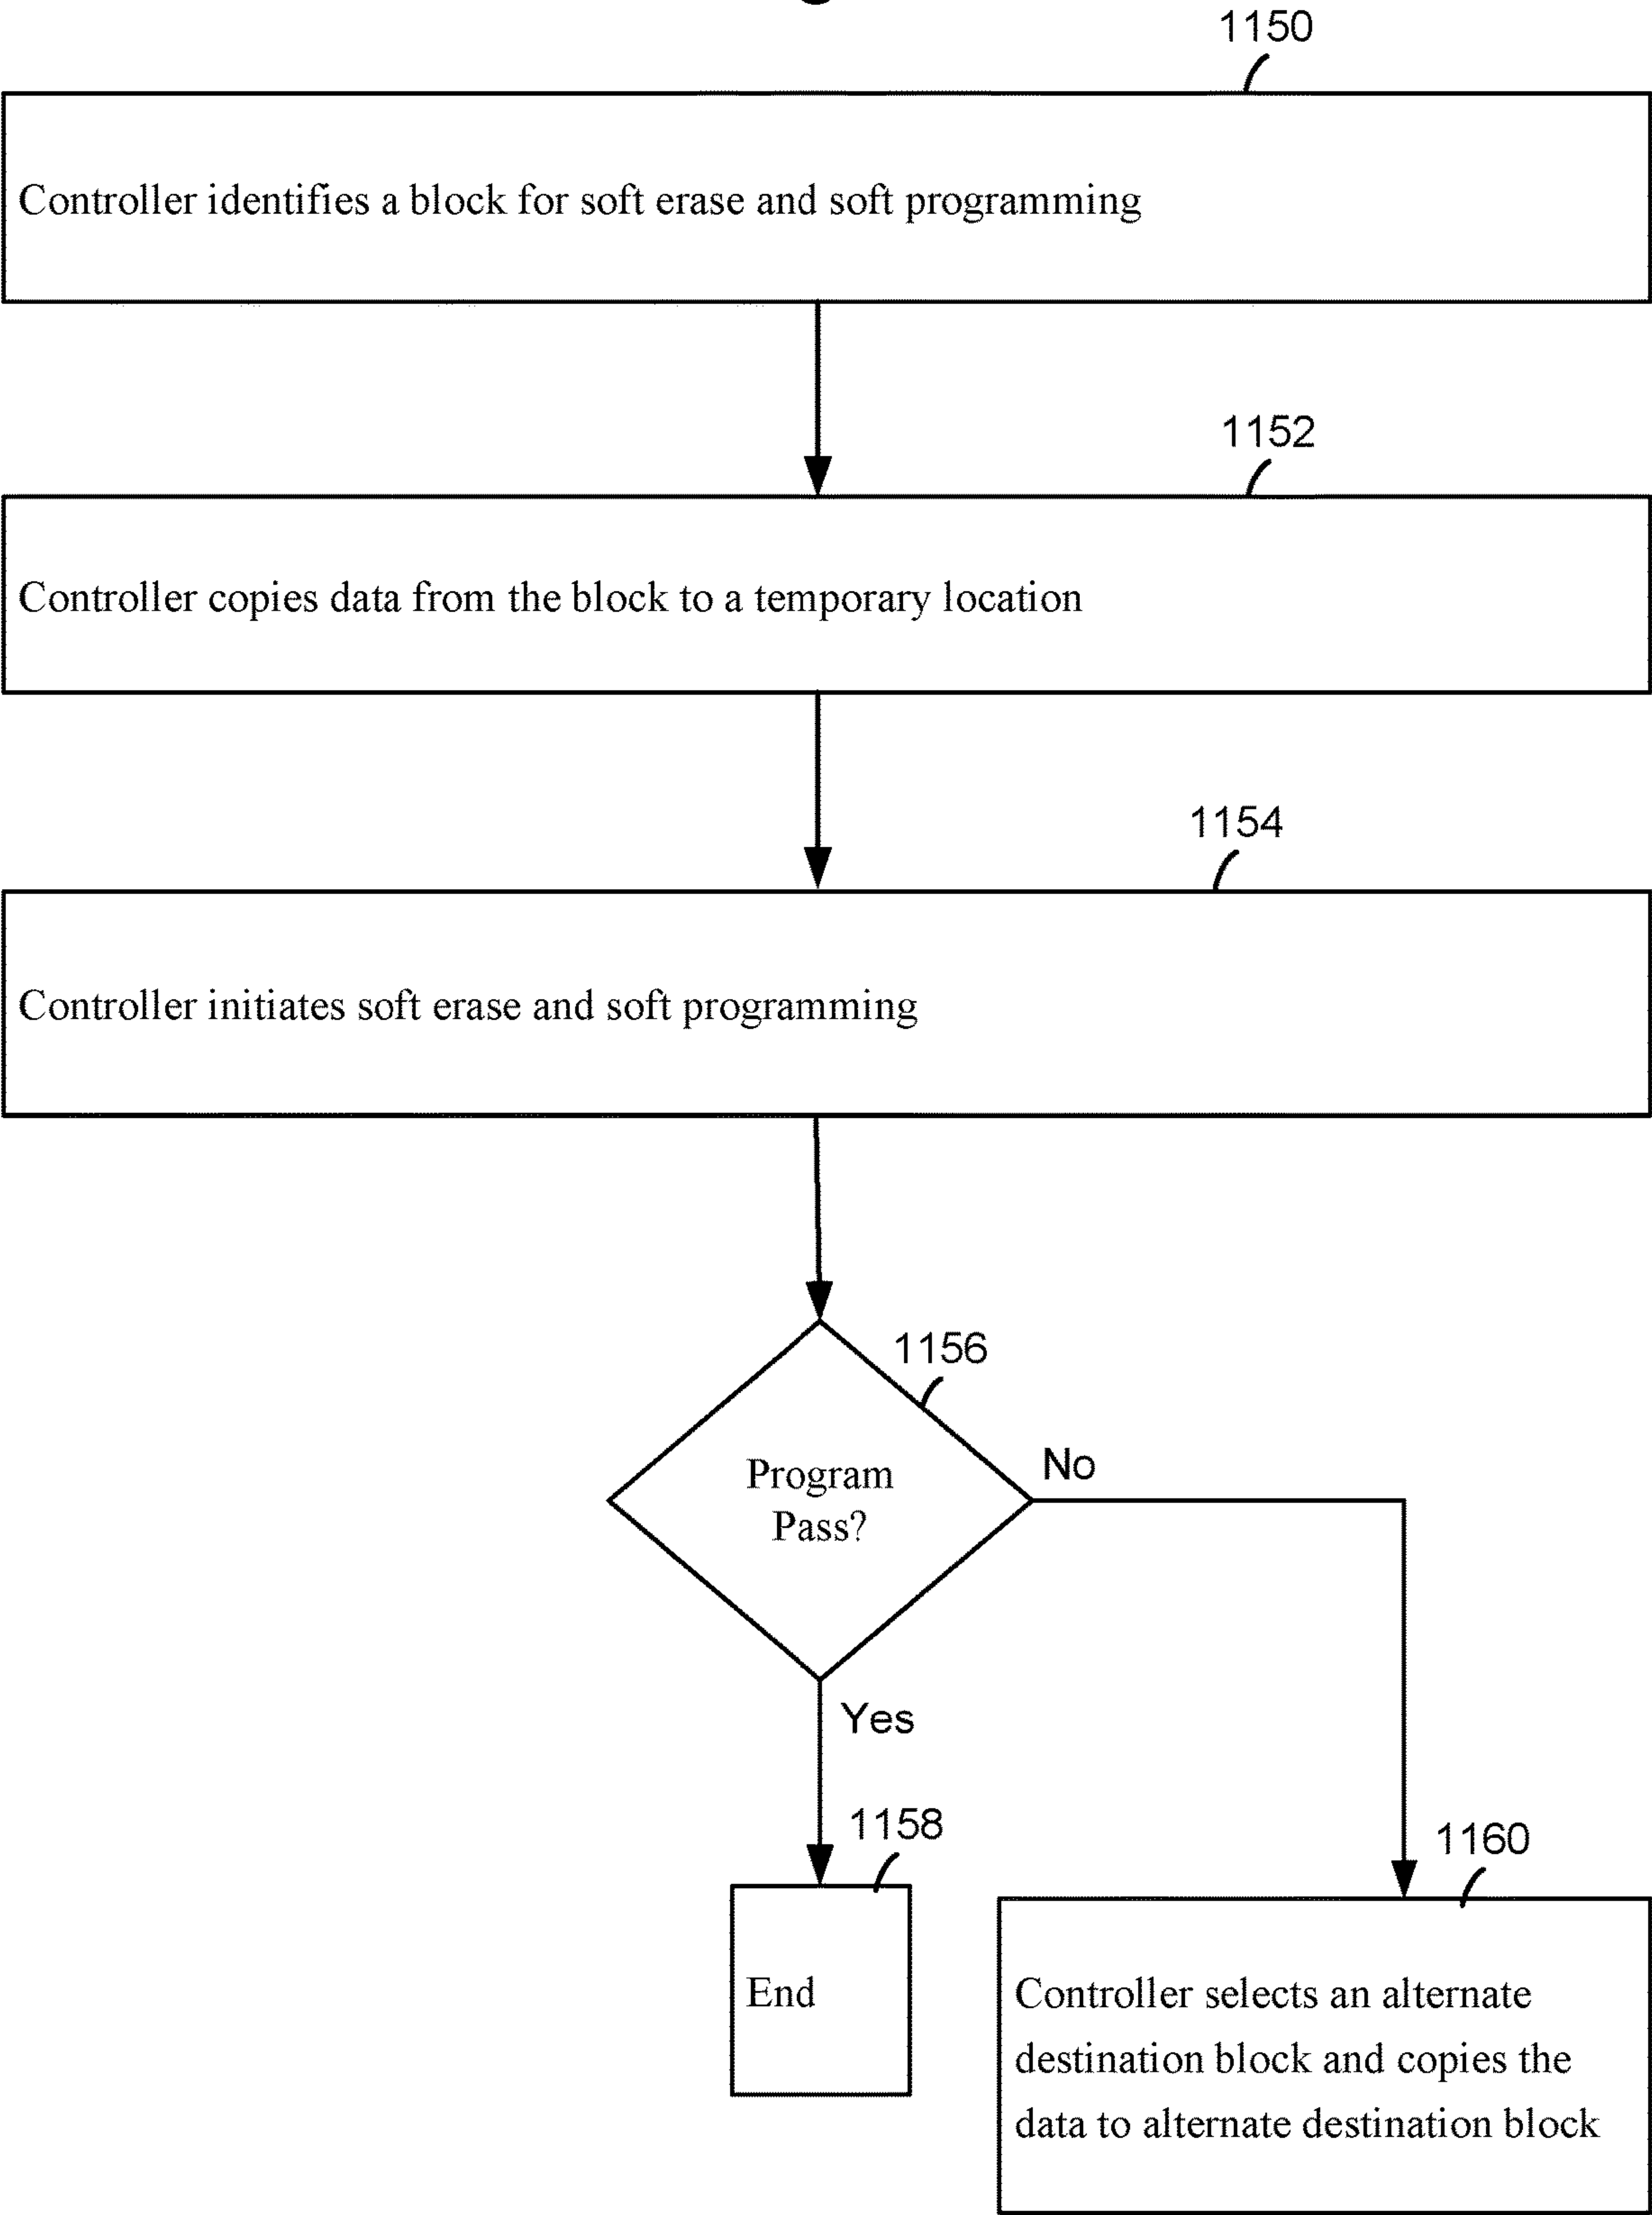 1150
Controller identifies a block for soft erase and soft programming
1152
Controller copies data from the block to a temporary location
1154
Controller initiates soft erase and soft programming
1156
Program
Pass?
No
Yes
1158
End
1160
Controller selects an alternate
destination block and copies the
data to alternate destination block